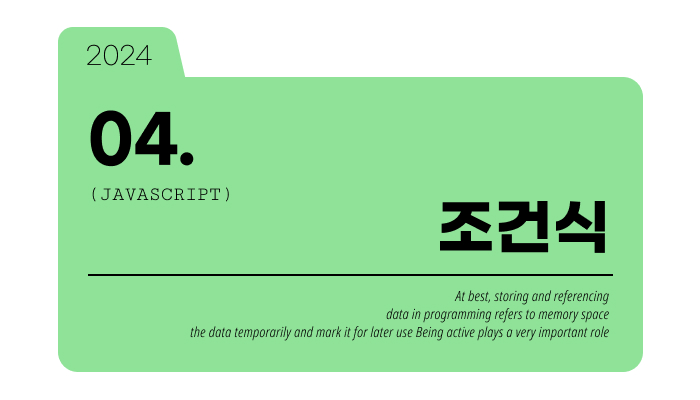 2024
04.
(JAVASCRIPT)
조건식
At best, storing and referencing
data in programming refers to memory space
the data temporarily and mark it for later use Being active plays a very important role